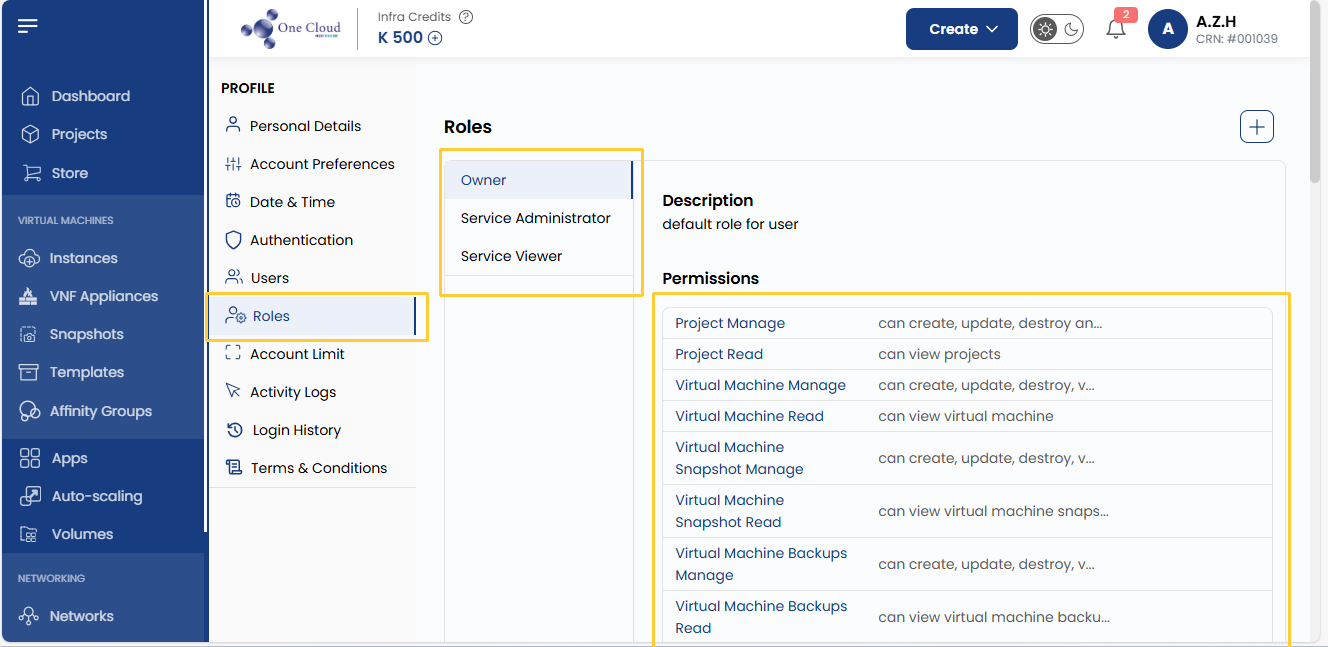 One Cloud
Infra Credits
K 500
Create
2
A
A.Z.H
CRN: #001039
Dashboard
Projects
Store
VIRTUAL MACHINES
Instances
VNF Appliances
Snapshots
Templates
Affinity Groups
Apps
Auto-scaling
Volumes
NETWORKING
Networks
PROFILE
Personal Details
Account Preferences
Date & Time
Authentication
Users
Roles
Account Limit
Activity Logs
Login History
Terms & Conditions
Roles
Owner
Service Administrator
Service Viewer
Description
default role for user
Permissions
Project Manage can create, update, destroy an...
Project Read can view projects
Virtual Machine Manage can create, update, destroy, v...
Virtual Machine Read can view virtual machine
Virtual Machine
Snapshot Manage can create, update, destroy, v...
Virtual Machine
Snapshot Read can view virtual machine snaps...
Virtual Machine Backups
Manage can create, update, destroy, v...
Virtual Machine Backups
Read can view virtual machine backu...